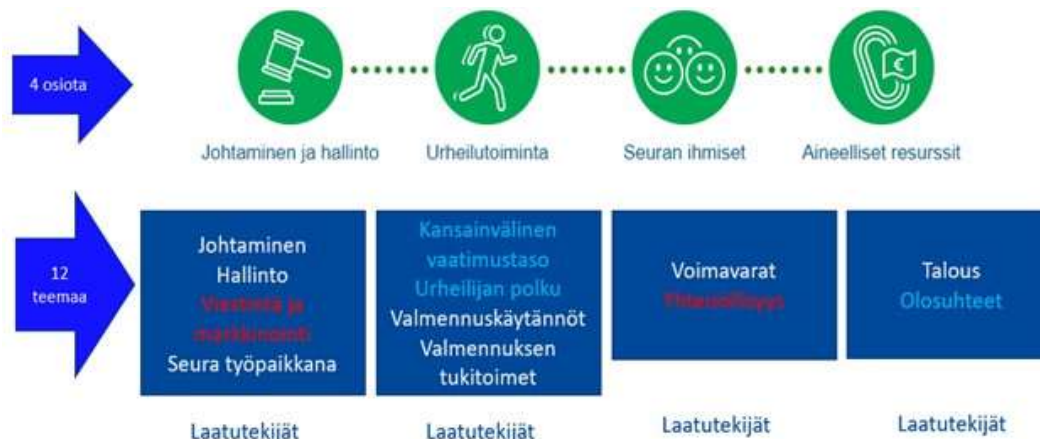 4 osiota
Johtaminen ja hallinto
Urheilutoiminta
Seuran ihmiset
Aineelliset resurssit
12
teemaa
Johtaminen
Hallinto
Viestintä ja
markkinointi
Seura työpaikkana
Kansainvälinen
vaatimustaso
Urheilijan polku
Valmennuskäytännöt
Valmennuksen
tukitoimet
Voimavarat
Yhteisöllisyys
Talous
Olosuhteet
Laatutekijät
Laatutekijät
Laatutekijät
Laatutekijät